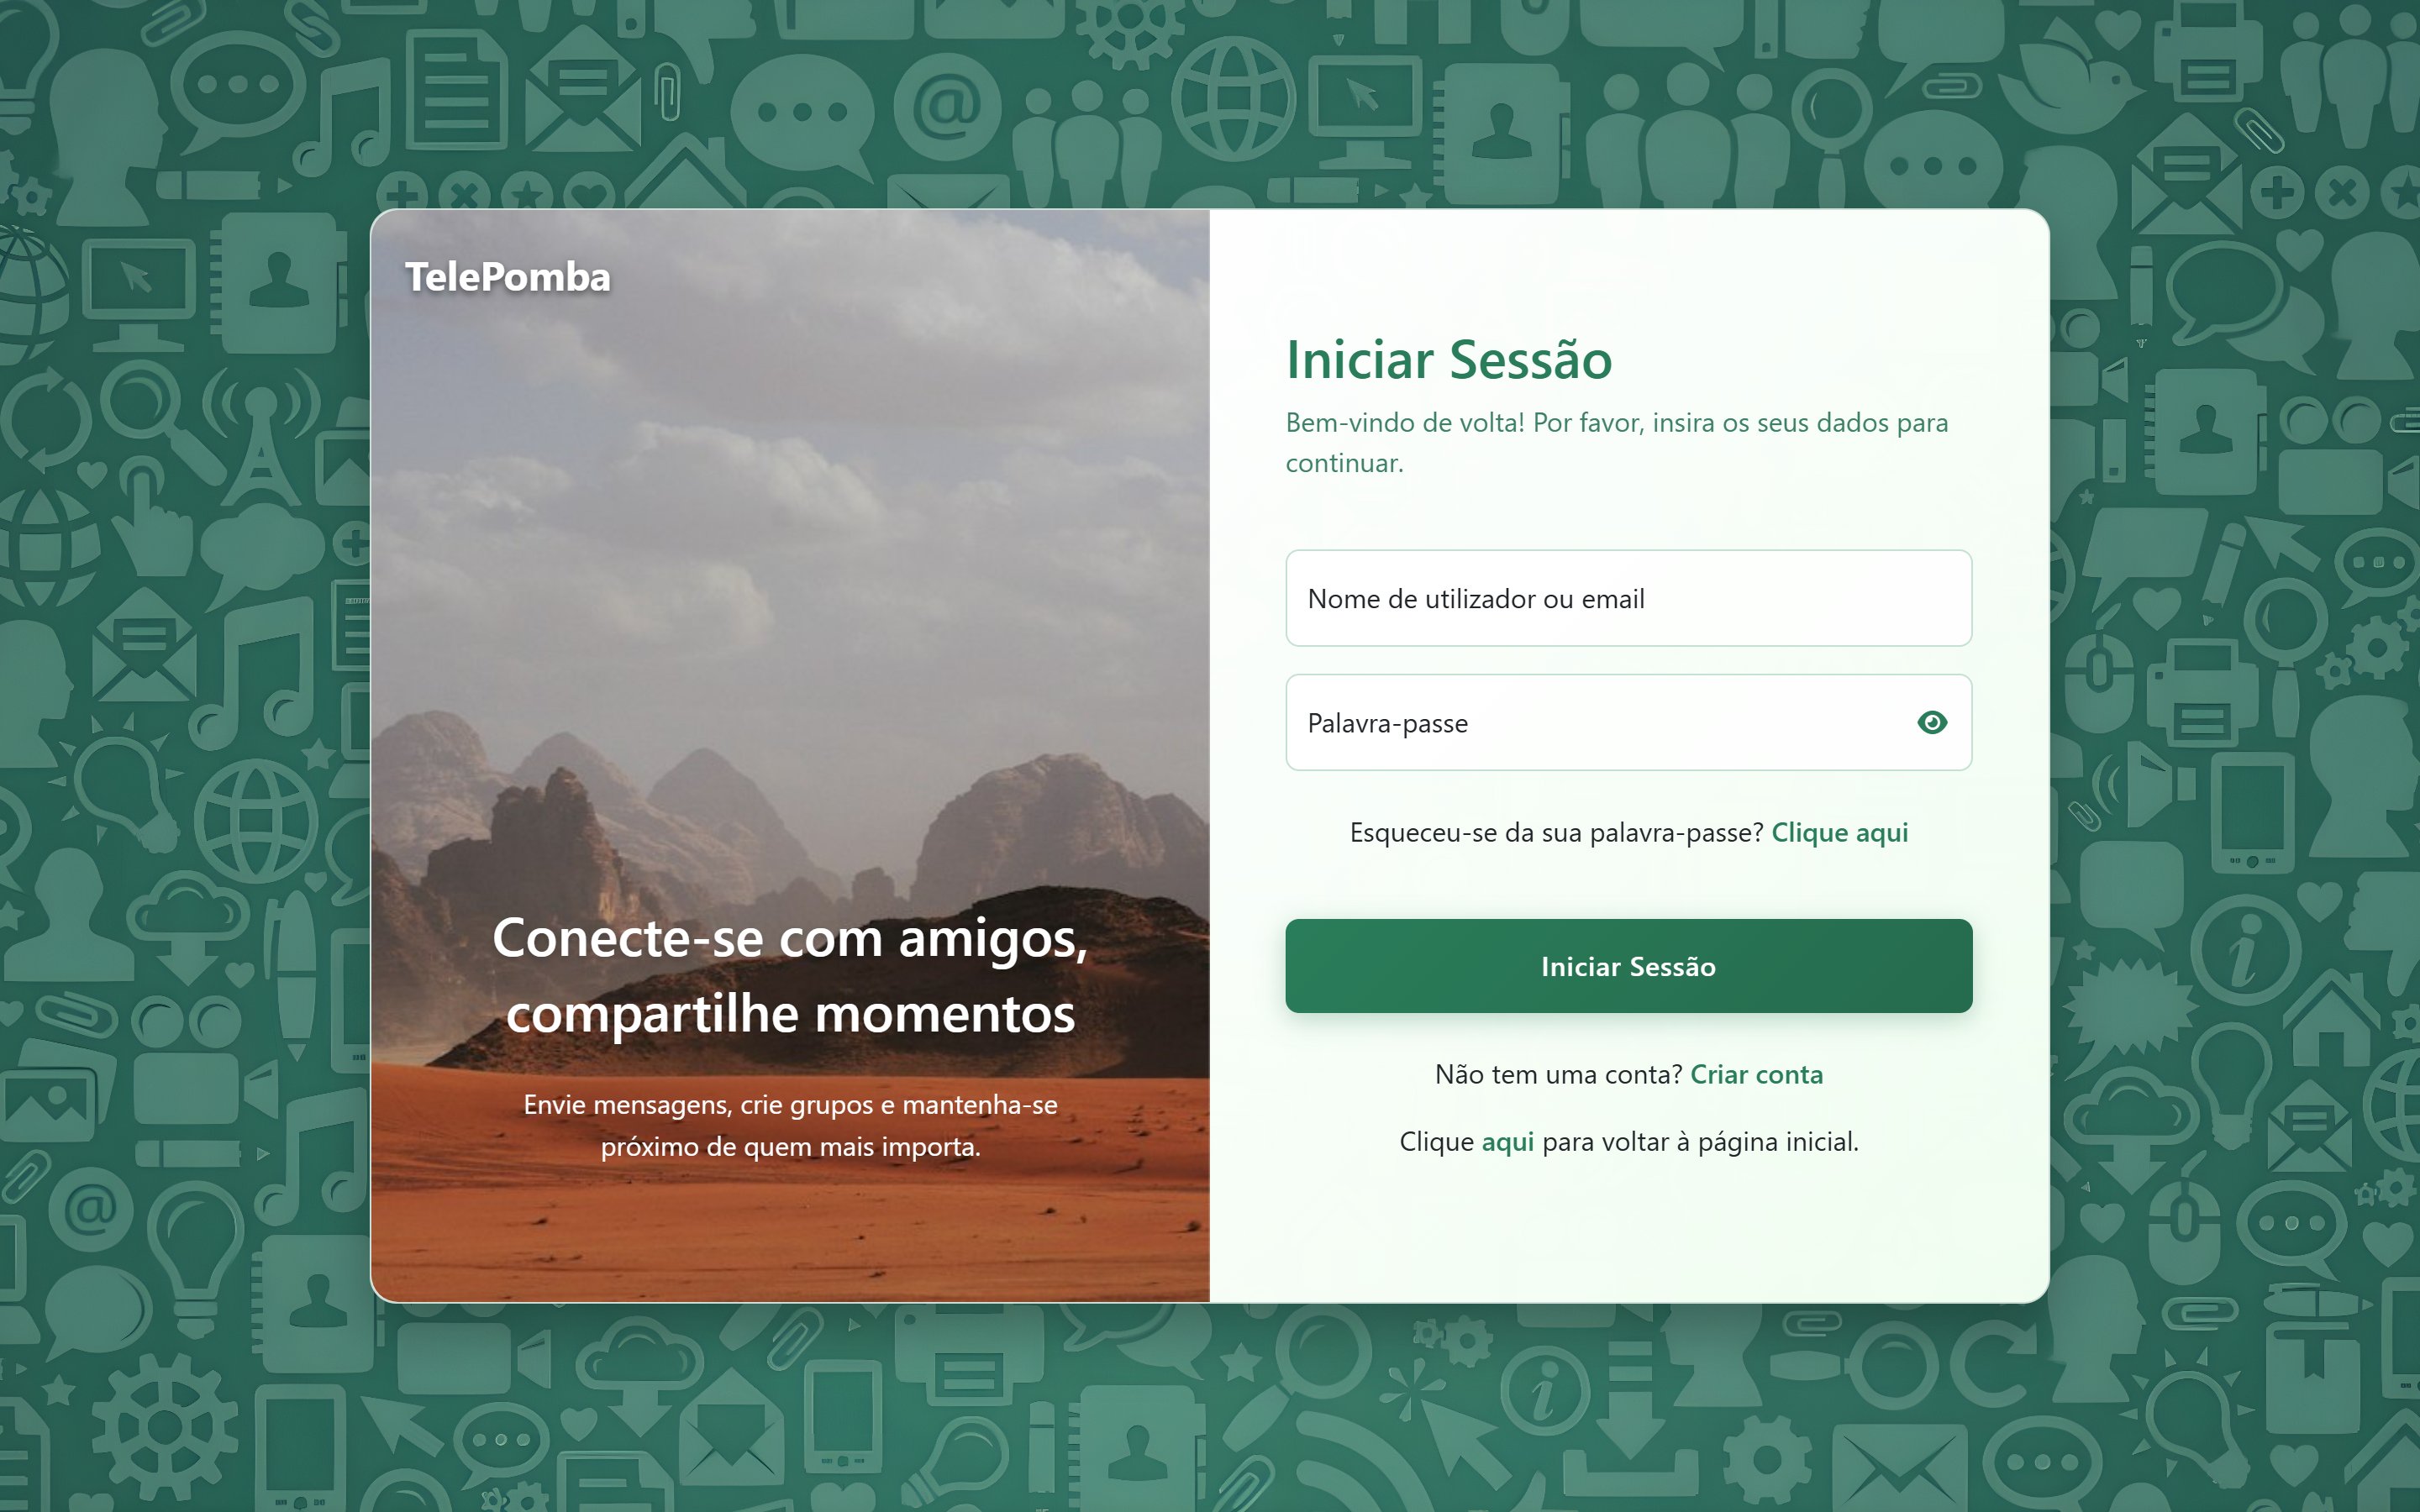 TelePomba
Conecte-se com amigos,
compartilhe momentos
Envie mensagens, crie grupos e mantenha-se
próximo de quem mais importa.
Iniciar Sessão
Bem-vindo de volta! Por favor, insira os seus dados para
continuar.
Nome de utilizador ou email
Palavra-passe
Esqueceu-se da sua palavra-passe? Clique aqui
Iniciar Sessão
Não tem uma conta? Criar conta
Clique aqui para voltar à página inicial.